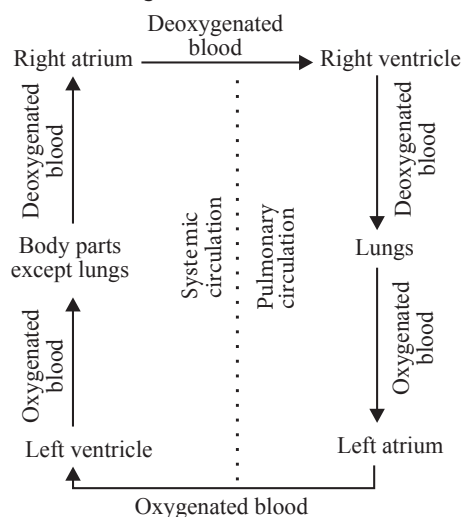 Deoxygenated
blood
Right atrium
Right ventricle
Deoxygenated
blood
Deoxygenated
blood
Body parts
except lungs
Systemic
circulation
Pulmonary
circulation
Lungs
Oxygenated
blood
Oxygenated
blood
Left ventricle
Left atrium
Oxygenated blood